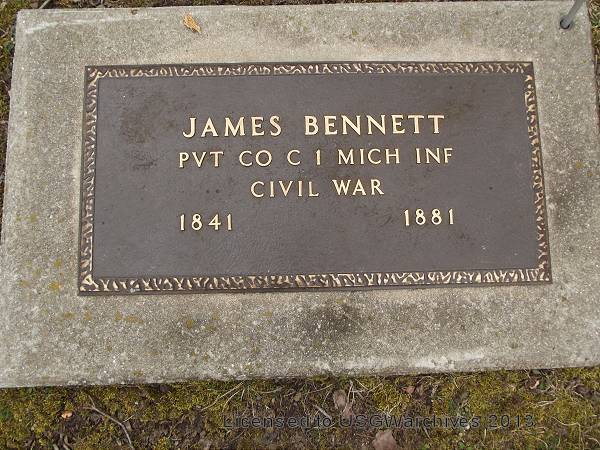 JAMES BENNETT
PVT CO C 1 MICH INF
CIVIL WAR
1841 1881
Licensed to USGWarchives 2013